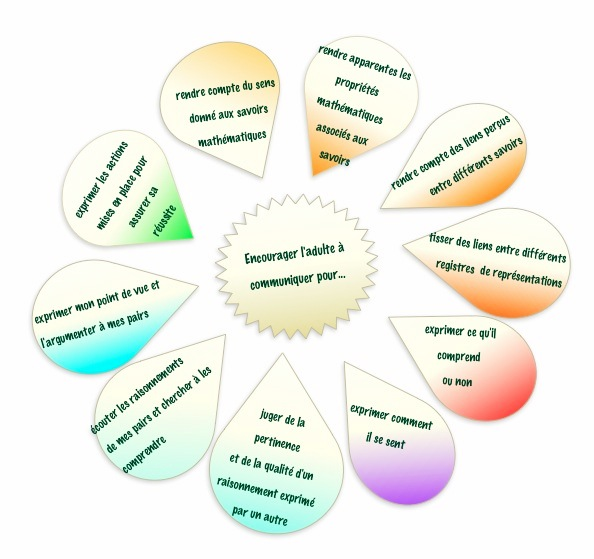 Encourager l'adulte à
communiquer pour...
rendre compte du sens
donné aux savoirs
mathématiques
rendre apparentes les
propriétés
mathématiques
associés aux
savoirs
rendre compte des liens perçus
entre différents savoirs
tisser des liens entre différents
registres de représentations
exprimer ce qu'il
comprend
ou non
exprimer comment
il se sent
juger de la
pertinence
et de la qualité d'un
raisonnement exprimé
par un autre
écouter les raisonnements
de mes pairs et chercher à les
comprendre
exprimer mon point de vue et
l'argumenter à mes pairs
exprimer les actions
mises en place pour
assurer sa
réussite